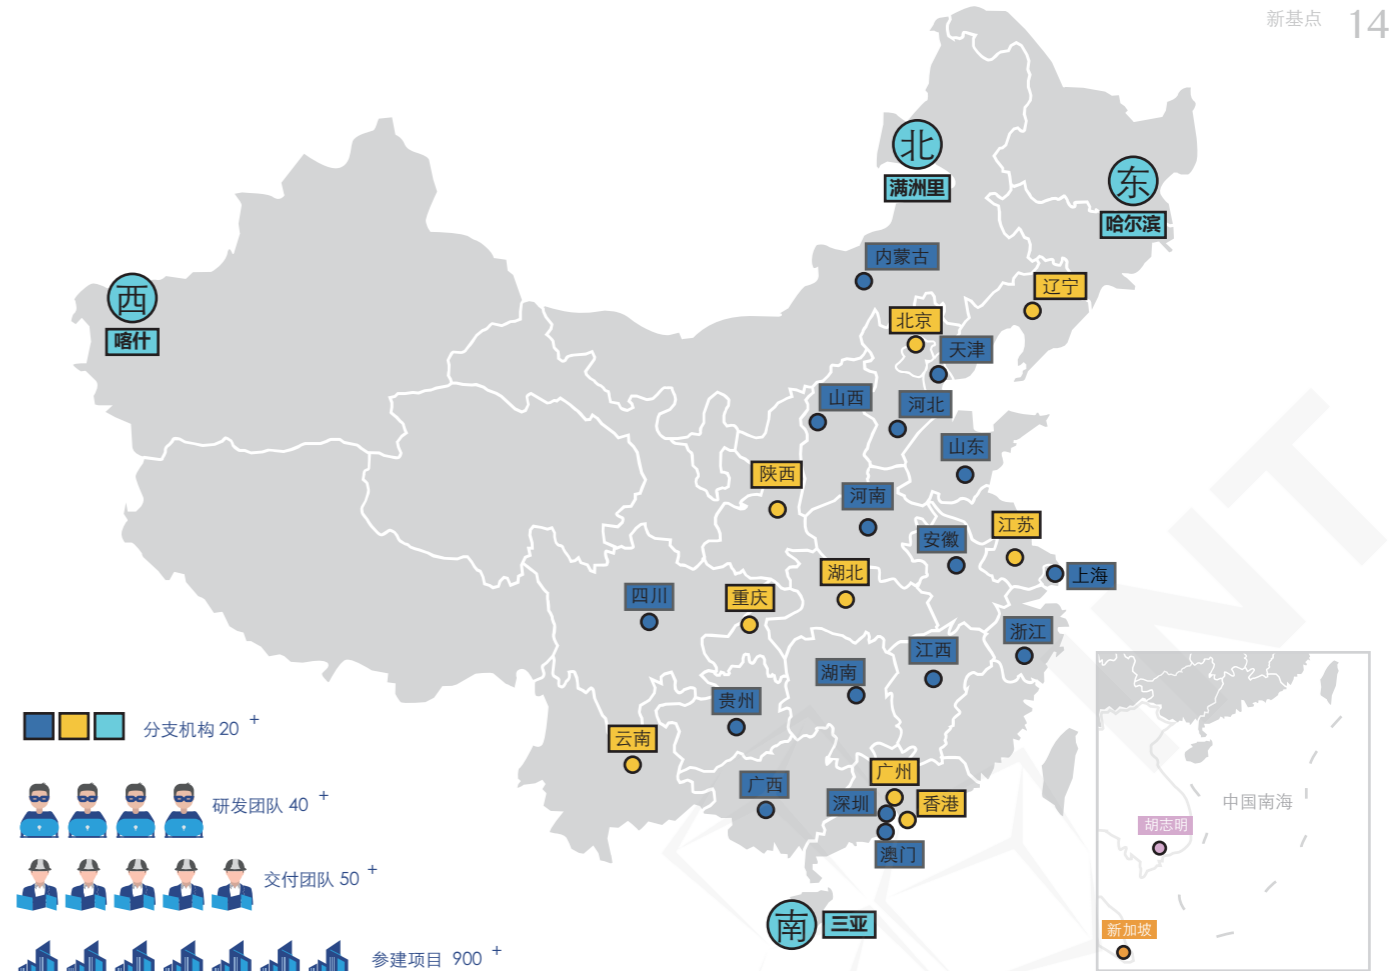 新基点 14
北
满洲里
东
哈尔滨
内蒙古
西
喀什
辽宁
北京
天津
山西
河北
山东
陕西
河南
江苏
安徽
湖北
上海
四川
重庆
浙江
江西
湖南
贵州
云南
广西
广州
深圳
香港
澳门
南
三亚
分支机构 20 +
研发团队 40 +
交付团队 50 +
参建项目 900 +
中国南海
胡志明
新加坡
INT